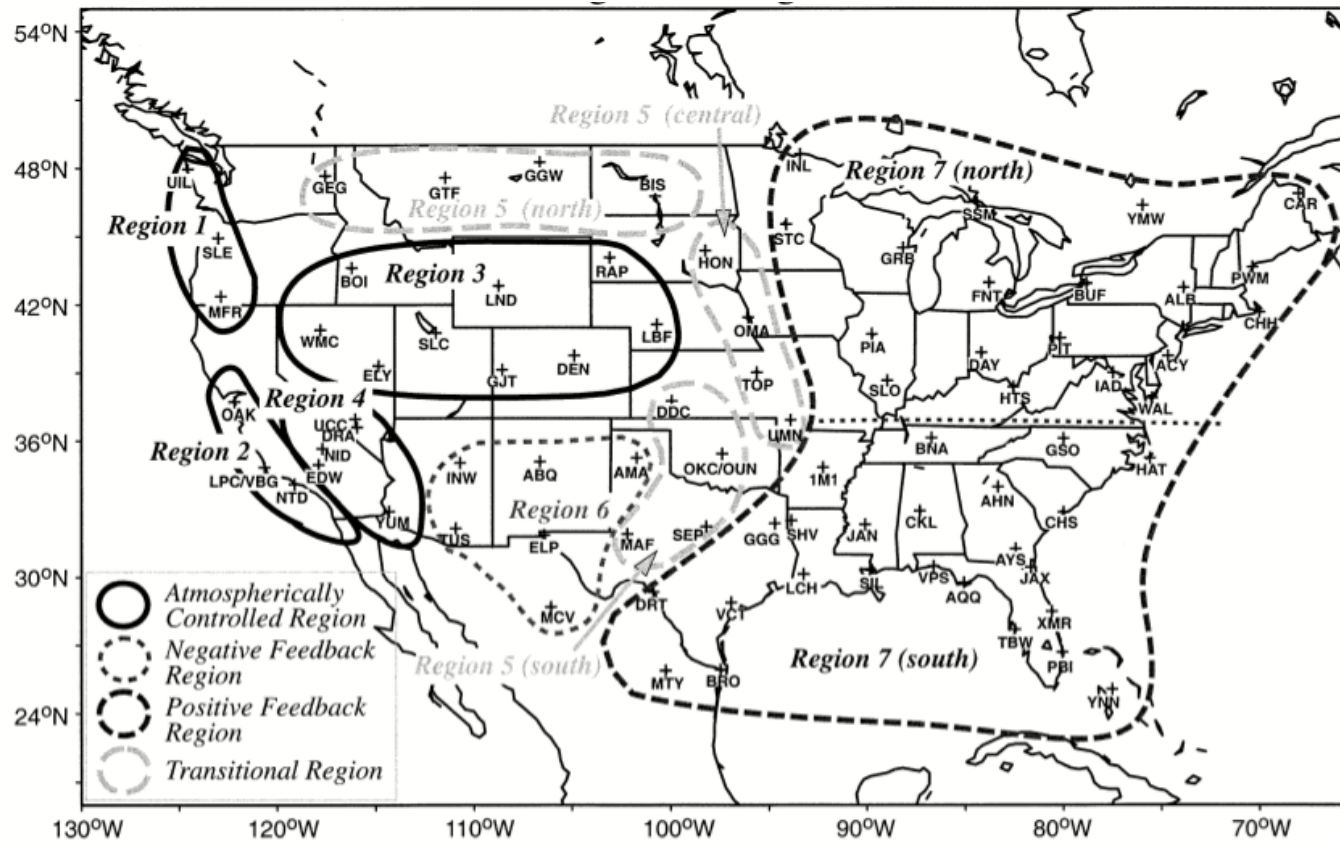 54°N
48°N
42°N
36°N
30°N
24°N
130°W
120°W
110°W
100°W
90°W
80°W
70°W
Region 5 (central)
Region 7 (north)
Region 5 (north)
Region 1
Region 3
Region 4
Region 2
Region 6
Region 5 (south)
Region 7 (south)
UIL
GEG
GTF
GGW
BIS
INL
SSM
YMW
CAR
SLE
STC
HON
GRB
BOI
RAP
LND
FNT
BUF
ALB
PWM
MFR
CHH
WMC
SLC
LBF
OMA
PIA
PIT
ACY
ELY
GJT
DEN
TOP
DAY
IAD
SLO
HTS
WAL
OAK
DDC
UCC
DRA
UMN
BNA
GSO
NID
LPC/VBG
EDW
INW
ABQ
AMA
OKC/OUN
1M1
HAT
NTD
AHN
YUM
TUS
ELP
MAF
SEP
GGG
SHV
JAN
CKL
CHS
AYS
JAX
LCH
SIL
VPS
AQQ
DRT
VCT
MCV
XMR
TBW
PBI
MTY
BRO
YNN
Atmospherically
Controlled Region
Negative Feedback
Region
Positive Feedback
Region
Transitional Region